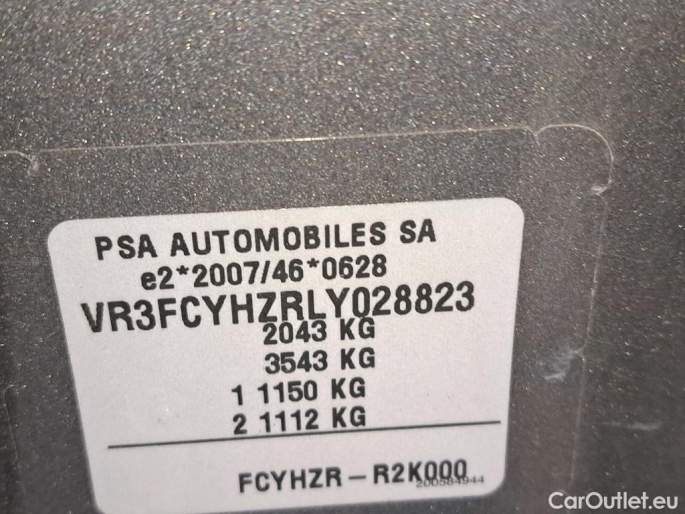 PSA AUTOMOBILES SA
e2*2007/46*0628
VR3FCYHZRLY028823
2043 KG
3543 KG
1 1150 KG
2 1112 KG
FCYHZR – R2K000
200584944
CarOutlet.eu